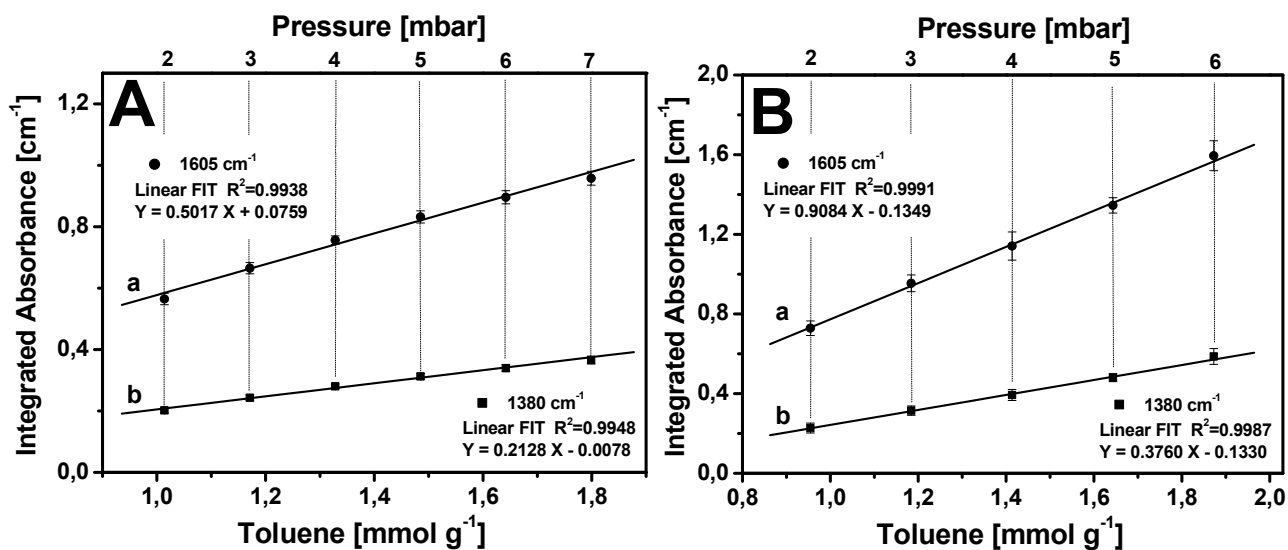 Pressure [mbar]
2 3 4 5 6 7
A
Integrated Absorbance [cm-1]
1,2
0,8
0,4
0,0
1605 cm-1
Linear FIT R2=0.9938
Y = 0.5017 X + 0.0759
a
b
1380 cm-1
Linear FIT R2=0.9948
Y = 0.2128 X - 0.0078
1,0 1,2 1,4 1,6 1,8
Toluene [mmol g-1]
Pressure [mbar]
2 3 4 5 6
B
Integrated Absorbance [cm-1]
2,0
1,6
1,2
0,8
0,4
0,0
1605 cm-1
Linear FIT R2=0.9991
Y = 0.9084 X - 0.1349
a
b
1380 cm-1
Linear FIT R2=0.9987
Y = 0.3760 X - 0.1330
0,8 1,0 1,2 1,4 1,6 1,8 2,0
Toluene [mmol g-1]